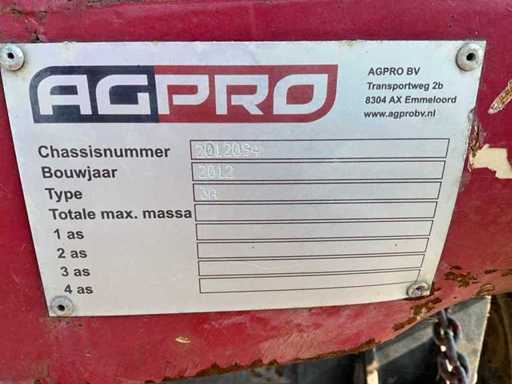 AGPRO
AGPRO BV
Transportweg 2b
8304 AX Emmeloord
www.agprobv.nl
Chassisnummer
Bouwjaar 2012
Type
Totale max. massa
1 as
2 as
3 as
4 as